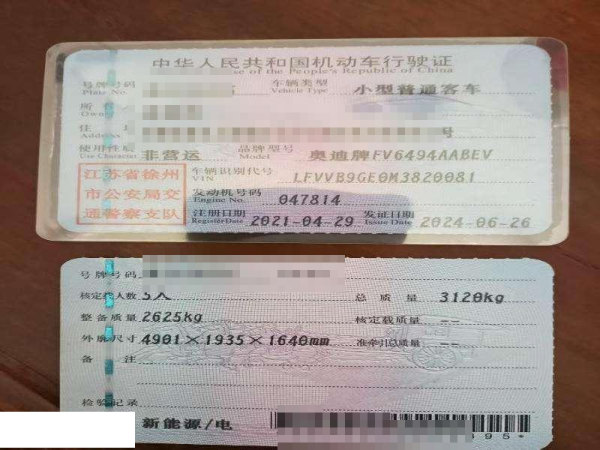 中华人民共和国机动车行驶证
se of the People's Republic of China
号牌号码
Plate No
车辆类型
Vehicle Type
小型普通客车
所
人
Own
住
址
Address
号
使用性质
Use Character
非营运
品牌型号
Model
奥迪牌FV6494AABEV
江苏省徐州
市公安局交
通警察支队
车辆识别代号
VIN
LFVVB9GE0M3820081
发动机号码
Engine No.
047814
注册日期
Register Date
2021-04-29
发证日期
Issue Date
2024-06-26
号牌号码
核定载人数 5人
总质量 3120kg
整备质量 2625kg
核定载质量 --
外廓尺寸 4901×1935×1640mm
准牵引总质量 --
备注
检验记录
新能源/电